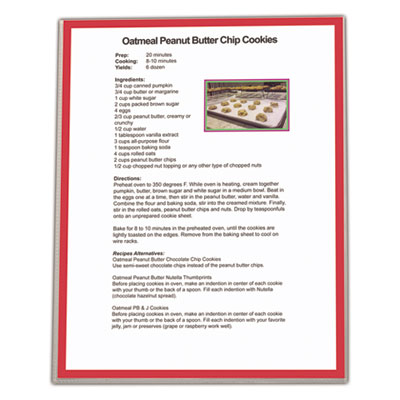 Oatmeal Peanut Butter Chip Cookies
Prep: 20 minutes
Cooking: 8-10 minutes
Yields: 6 dozen
Ingredients:
3/4 cup canned pumpkin
3/4 cup butter or margarine
1 cup white sugar
2 cups packed brown sugar
4 eggs
2/3 cup peanut butter, creamy or
crunchy
1/2 cup water
1 tablespoon vanilla extract
3 cups all-purpose flour
1 teaspoon baking soda
4 cups rolled oats
2 cups peanut butter chips
1/2 cup chopped nut topping or any other type of chopped nuts
Directions:
Preheat oven to 350 degrees F. While oven is heating, cream together
pumpkin, butter, brown sugar and white sugar in a medium bowl. Beat in
the eggs one at a time, then stir in the peanut butter, water and vanilla.
Combine the flour and baking soda, stir into the creamed mixture. Finally,
stir in the rolled oats, peanut butter chips and nuts. Drop by teaspoonfuls
onto an unprepared cookie sheet.
Bake for 8 to 10 minutes in the preheated oven, until the cookies are
lightly toasted on the edges. Remove from the baking sheet to cool on
wire racks.
Recipes Alternatives:
Oatmeal Peanut Butter Chocolate Chip Cookies
Use semi-sweet chocolate chips instead of the peanut butter chips.
Oatmeal Peanut Butter Nutella Thumbprints
Before placing cookies in oven, make an indention in center of each cookie
with your thumb or the back of a spoon. Fill each indention with Nutella
(chocolate hazelnut spread).
Oatmeal PB & J Cookies
Before placing cookies in oven, make an indention in center of each cookie
with your thumb or the back of a spoon. Fill each indention with your favorite
jelly, jam or preserves (grape or raspberry work well).